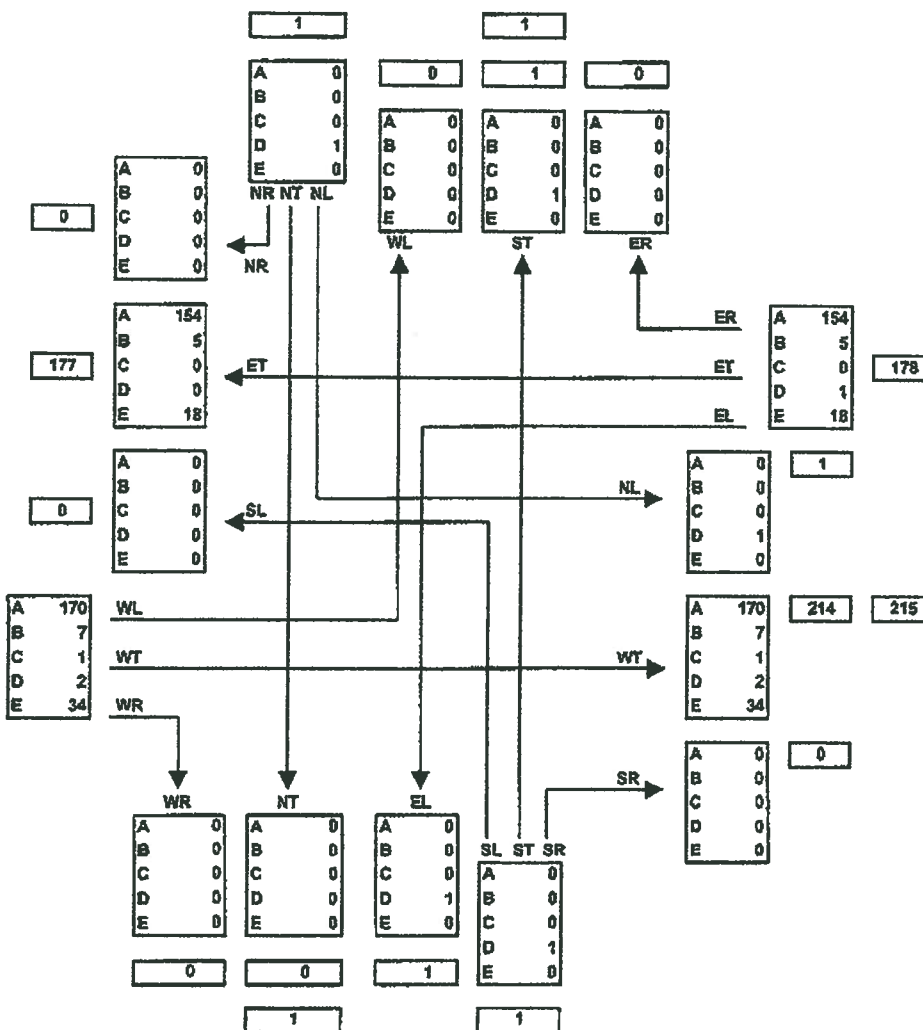 1
1
A 0
B 0
C 0
D 1
E 0
NR NT NL
0
1
0
A 0
B 0
C 0
D 0
E 0
WL
A 0
B 0
C 0
D 1
E 0
ST
A 0
B 0
C 0
D 0
E 0
ER
A 0
B 0
C 0
D 0
E 0
0
NR
A 154
B 5
C 0
D 0
E 18
177
ET
ER
ET
EL
A 154
B 5
C 0
D 1
E 18
178
A 0
B 0
C 0
D 0
E 0
0
SL
NL
A 0
B 0
C 0
D 1
E 0
1
A 170
B 7
C 1
D 2
E 34
WL
WT
WR
WT
A 170
B 7
C 1
D 2
E 34
214
215
SR
A 0
B 0
C 0
D 0
E 0
0
WR
A 0
B 0
C 0
D 0
E 0
0
NT
A 0
B 0
C 0
D 0
E 0
0
1
EL
A 0
B 0
C 0
D 1
E 0
1
SL ST SR
A 0
B 0
C 0
D 1
E 0
1